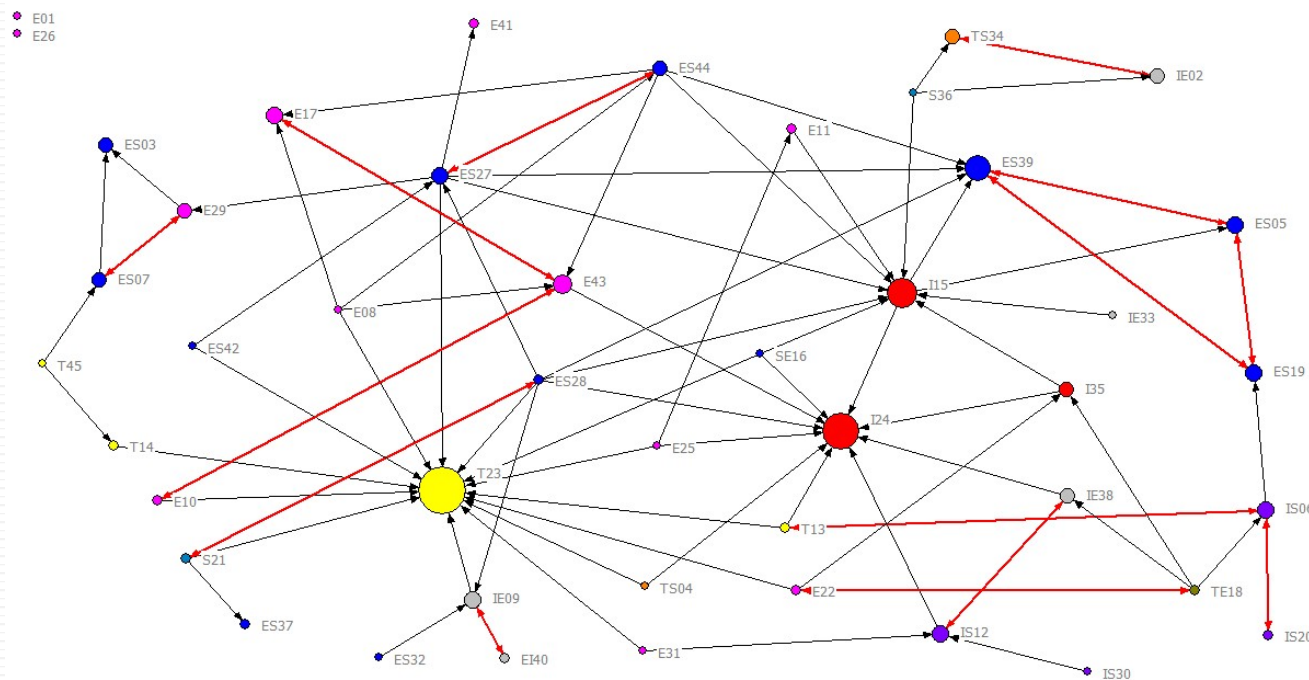 E01
E26
E41
TS34
ES44
IE02
S36
E17
E11
ES03
ES39
ES27
E29
ES05
ES07
E43
I15
E08
IE33
ES42
SE16
T45
ES28
ES19
I35
I24
T14
E25
T23
IE38
E10
IS06
T13
S21
TS04
E22
TE18
IE09
ES37
IS12
IS20
ES32
EI40
E31
IS30